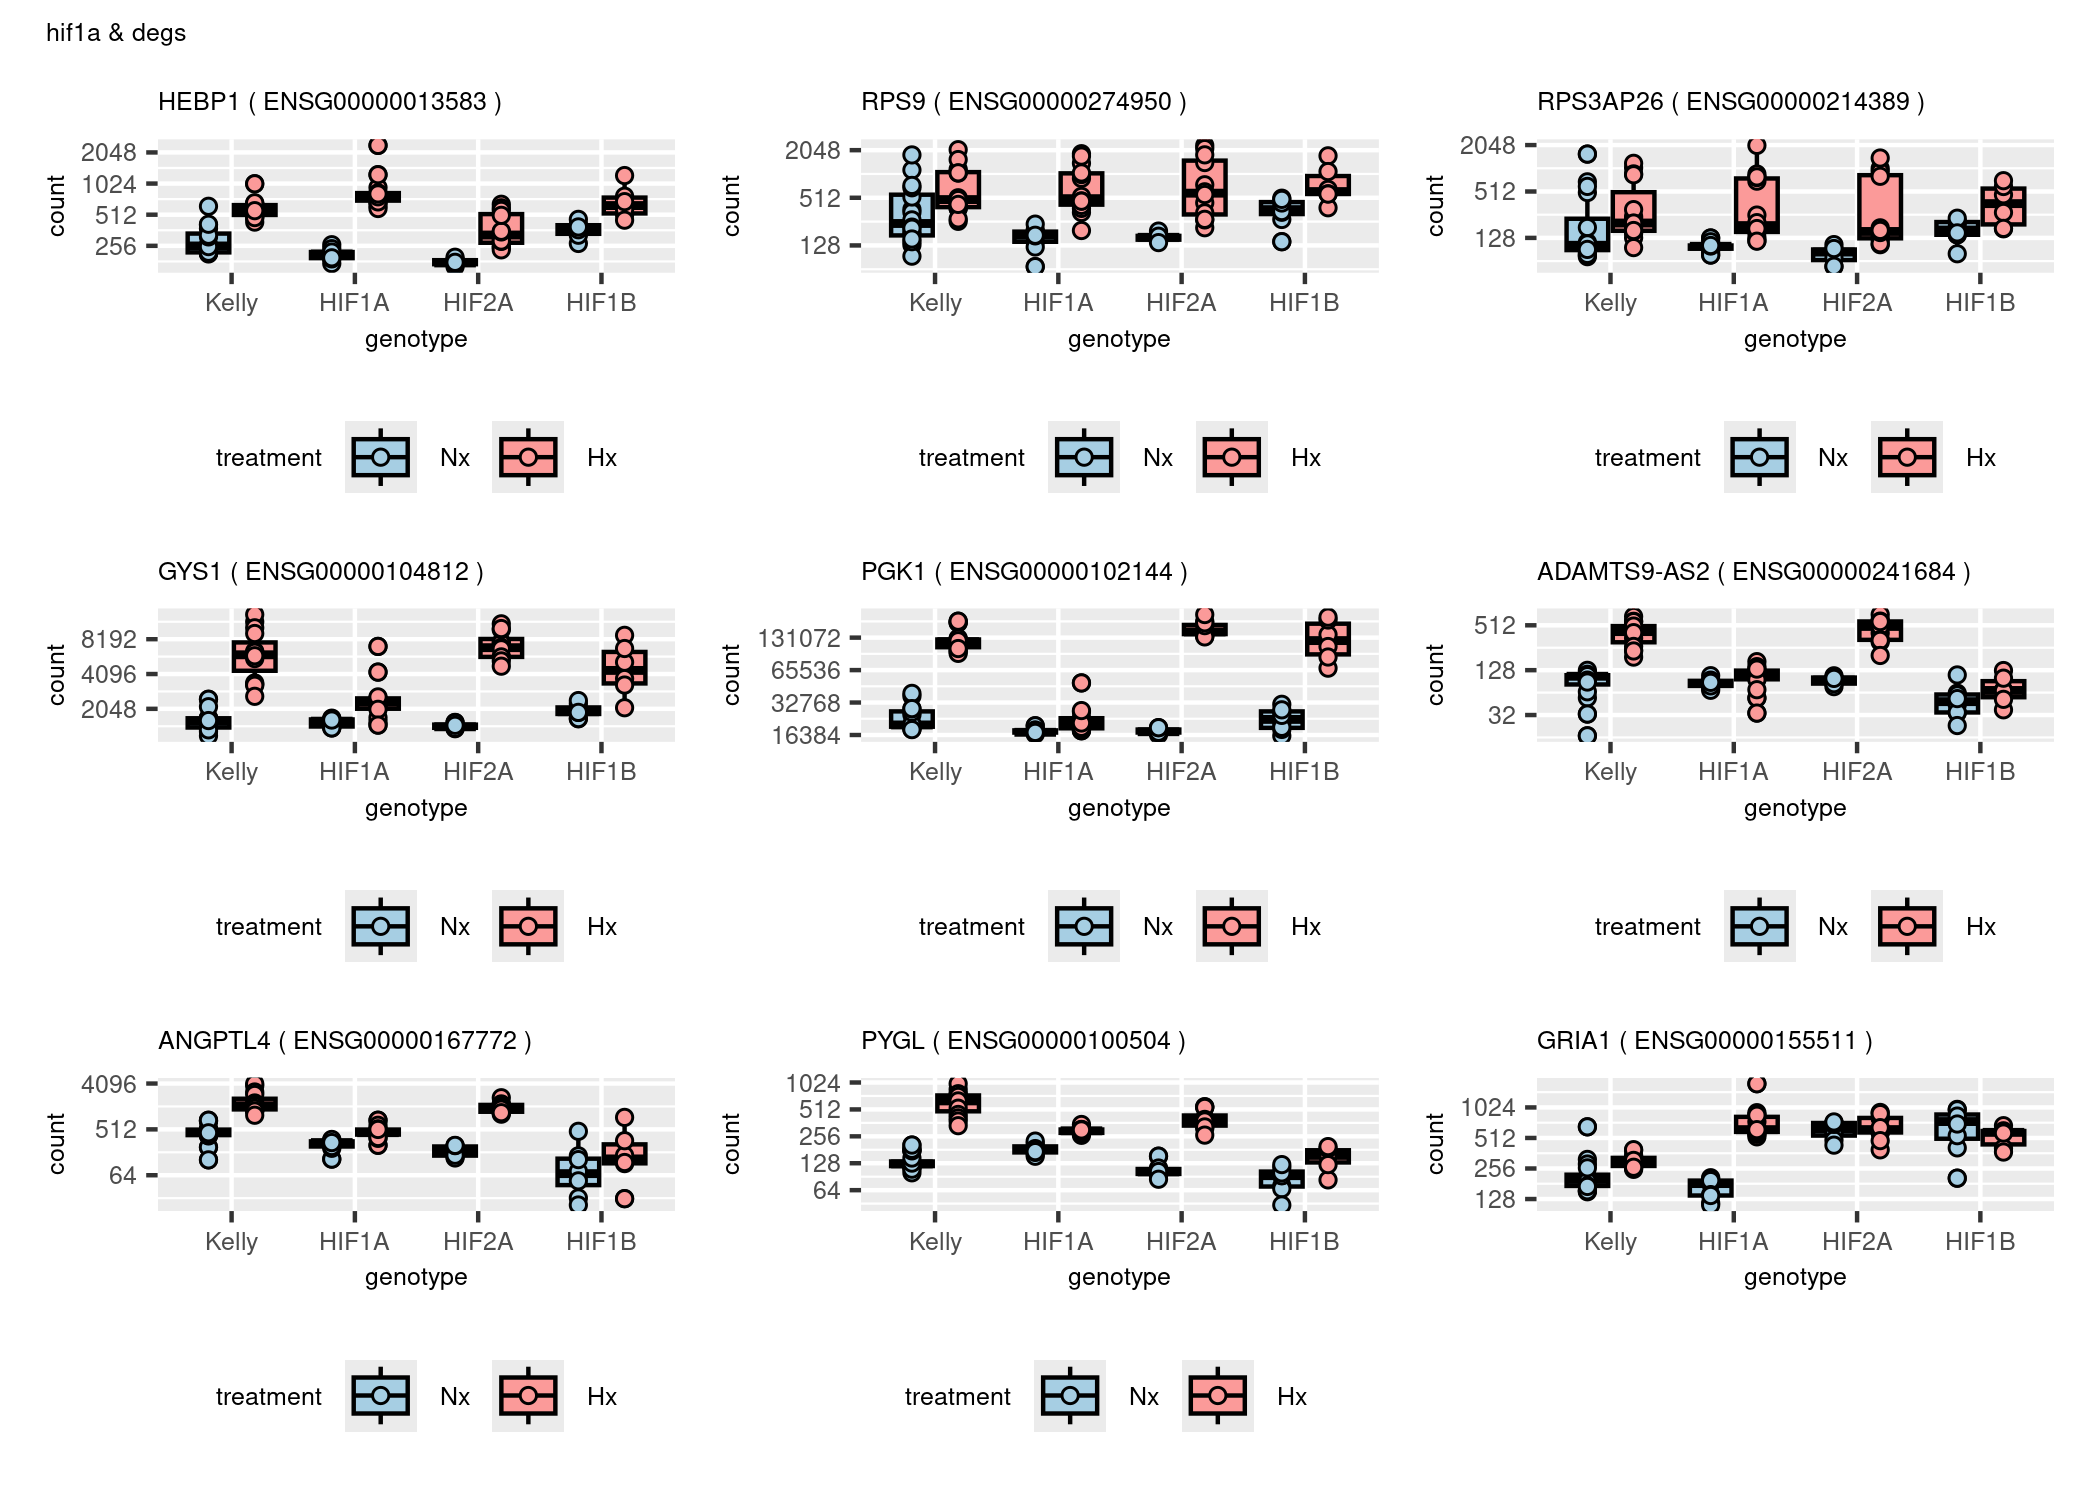 hif1a & degs
HEBP1 ( ENSG00000013583 )
RPS9 ( ENSG00000274950 )
RPS3AP26 ( ENSG00000214389 )
count
2048
1024
512
256
Kelly HIF1A HIF2A HIF1B
genotype
treatment Nx Hx
count
2048
512
128
Kelly HIF1A HIF2A HIF1B
genotype
treatment Nx Hx
count
2048
512
128
Kelly HIF1A HIF2A HIF1B
genotype
treatment Nx Hx
GYS1 ( ENSG00000104812 )
PGK1 ( ENSG00000102144 )
ADAMTS9-AS2 ( ENSG00000241684 )
count
8192
4096
2048
Kelly HIF1A HIF2A HIF1B
genotype
treatment Nx Hx
count
131072
65536
32768
16384
Kelly HIF1A HIF2A HIF1B
genotype
treatment Nx Hx
count
512
128
32
Kelly HIF1A HIF2A HIF1B
genotype
treatment Nx Hx
ANGPTL4 ( ENSG00000167772 )
PYGL ( ENSG00000100504 )
GRIA1 ( ENSG00000155511 )
count
4096
512
64
Kelly HIF1A HIF2A HIF1B
genotype
treatment Nx Hx
count
1024
512
256
128
64
Kelly HIF1A HIF2A HIF1B
genotype
treatment Nx Hx
count
1024
512
256
128
Kelly HIF1A HIF2A HIF1B
genotype